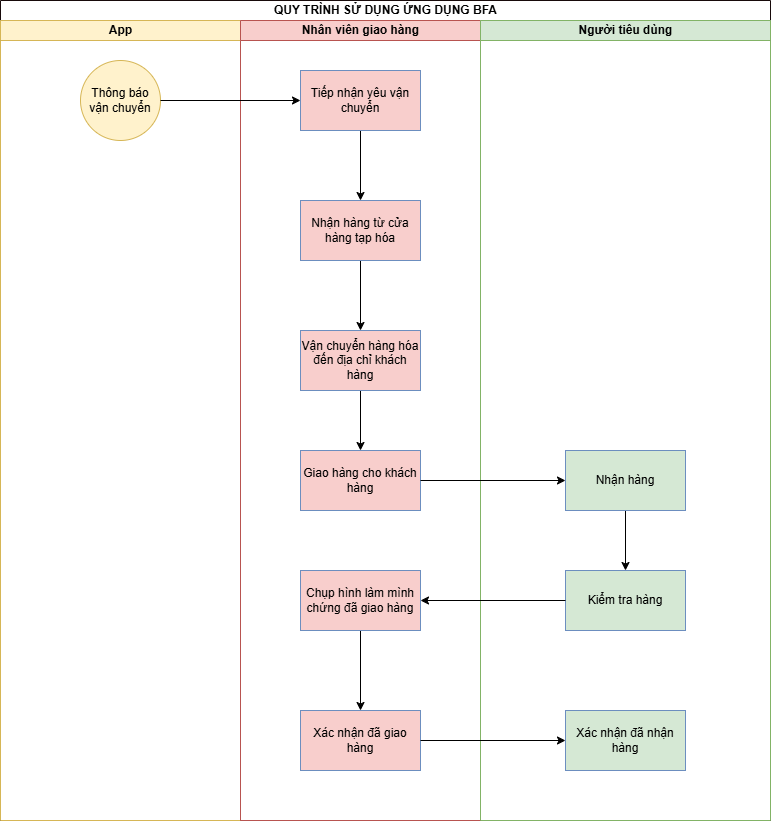 QUY TRÌNH SỬ DỤNG ỨNG DỤNG BFA
App
Nhân viên giao hàng
Người tiêu dùng
Thông báo
vận chuyển
Tiếp nhận yêu vận
chuyển
Nhận hàng từ cửa
hàng tạp hóa
Vận chuyển hàng hóa
đến địa chỉ khách
hàng
Giao hàng cho khách
hàng
Nhận hàng
Kiểm tra hàng
Chụp hình làm mình
chứng đã giao hàng
Xác nhận đã giao
hàng
Xác nhận đã nhận
hàng